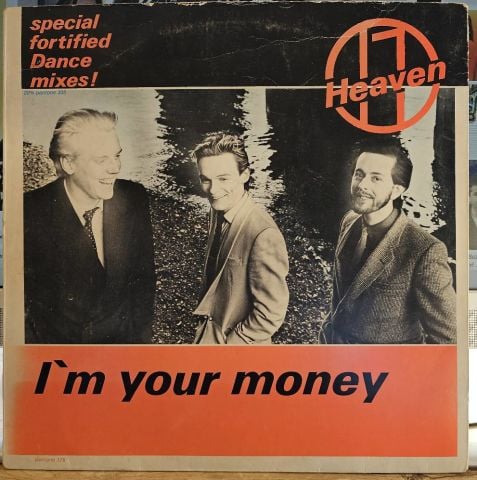 special
fortified
Dance
mixes!
17
Heaven
I`m your money